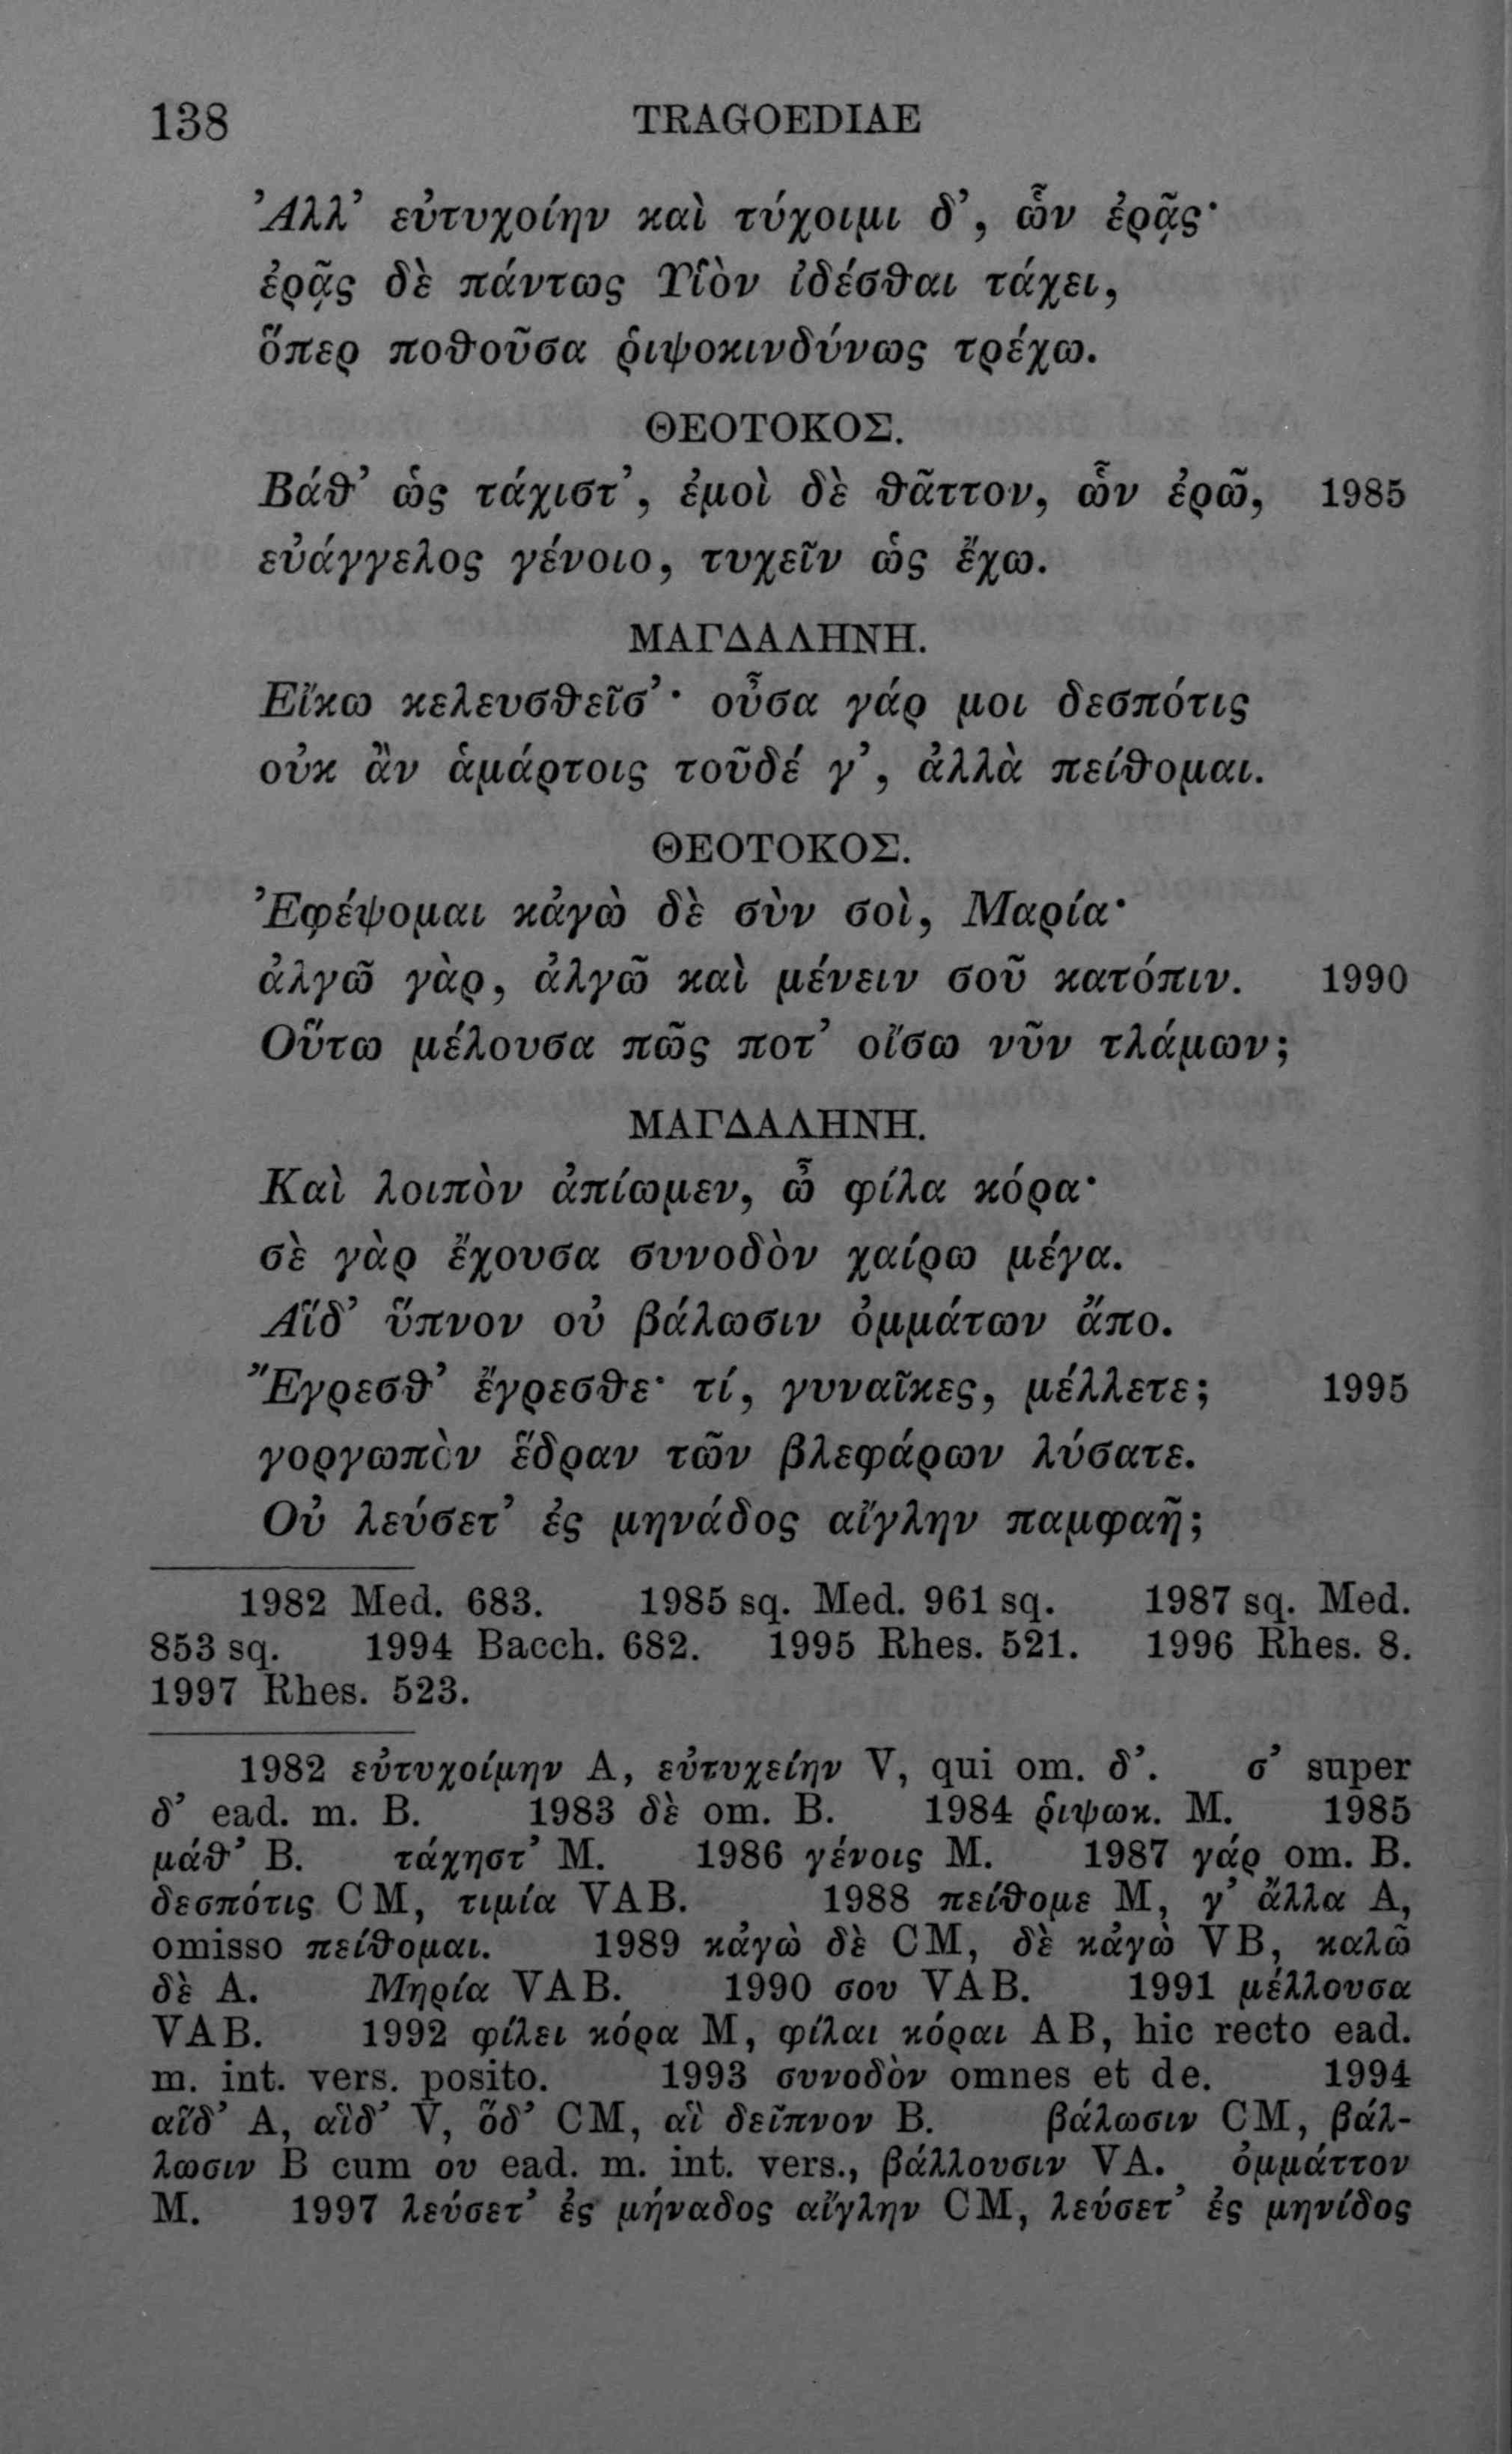 138 TRAGOEDIAE
Ἀλλ’ εὐτυχοίην καὶ τύχοιμι δ’, ὧν ἐρᾷς·
ἐρᾷς δὲ πάντως Υἱὸν ἰδέσθαι τάχει,
ὅπερ ποθοῦσα ῥιψοκινδύνως τρέχω.
ΘΕΟΤΟΚΟΣ.
Βάθ’ ὡς τάχιστ’, ἐμοὶ δὲ θᾶττον, ὧν ἐρῶ, 1985
εὐάγγελος γένοιο, τυχεῖν ὡς ἔχω.
ΜΑΓΔΑΛΗΝΗ.
Εἴκω κελευσθεῖσ’· οὖσα γάρ μοι δεσπότις
οὐκ ἂν ἁμάρτοις τοῦδέ γ’, ἀλλὰ πείθομαι.
ΘΕΟΤΟΚΟΣ.
Ἐφέψομαι κἀγὼ δὲ σὺν σοὶ, Μαρία·
ἀλγῶ γὰρ, ἀλγῶ καὶ μένειν σοῦ κατόπιν. 1990
Οὕτω μέλουσα πῶς ποτ’ οἴσω νῦν τλάμων;
ΜΑΓΔΑΛΗΝΗ.
Καὶ λοιπὸν ἀπίωμεν, ὦ φίλα κόρα·
σὲ γὰρ ἔχουσα συνοδὸν χαίρω μέγα.
Αἵδ’ ὕπνον οὐ βάλωσιν ὀμμάτων ἄπο.
Ἔγρεσθ’ ἔγρεσθε· τί, γυναῖκες, μέλλετε; 1995
γοργωπὸν ἕδραν τῶν βλεφάρων λύσατε.
Οὐ λεύσετ’ ἐς μηνάδος αἴγλην παμφαῆ;
1982 Med. 683. 1985 sq. Med. 961 sq. 1987 sq. Med.
853 sq. 1994 Bacch. 682. 1995 Rhes. 521. 1996 Rhes. 8.
1997 Rhes. 523.
1982 εὐτυχοίμην A, εὐτυχείην V, qui om. δ’. σ’ super
δ’ ead. m. B. 1983 δὲ om. B. 1984 ῥιψωκ. M. 1985
μάθ’ B. τάχηστ’ M. 1986 γένοις M. 1987 γάρ om. B.
δεσπότις CM, τιμία VAB. 1988 πείθομε M, γ’ ἄλλα A,
omisso πείθομαι. 1989 κἀγὼ δὲ CM, δὲ κἀγὼ VB, καλῶ
δὲ A. Μηρία VAB. 1990 σου VAB. 1991 μέλλουσα
VAB. 1992 φίλει κόρα M, φίλαι κόραι AB, hic recto ead.
m. int. vers. posito. 1993 συνοδὸν omnes et de. 1994
αἵδ’ A, αἲδ’ V, ὅδ’ CM, αἲ δεῖπνον B. βάλωσιν CM, βάλ-
λωσιν B cum ου ead. m. int. vers., βάλλουσιν VA. ὀμμάττον
M. 1997 λεύσετ’ ἐς μήναδος αἴγλην CM, λεύσετ’ ἐς μηνίδος